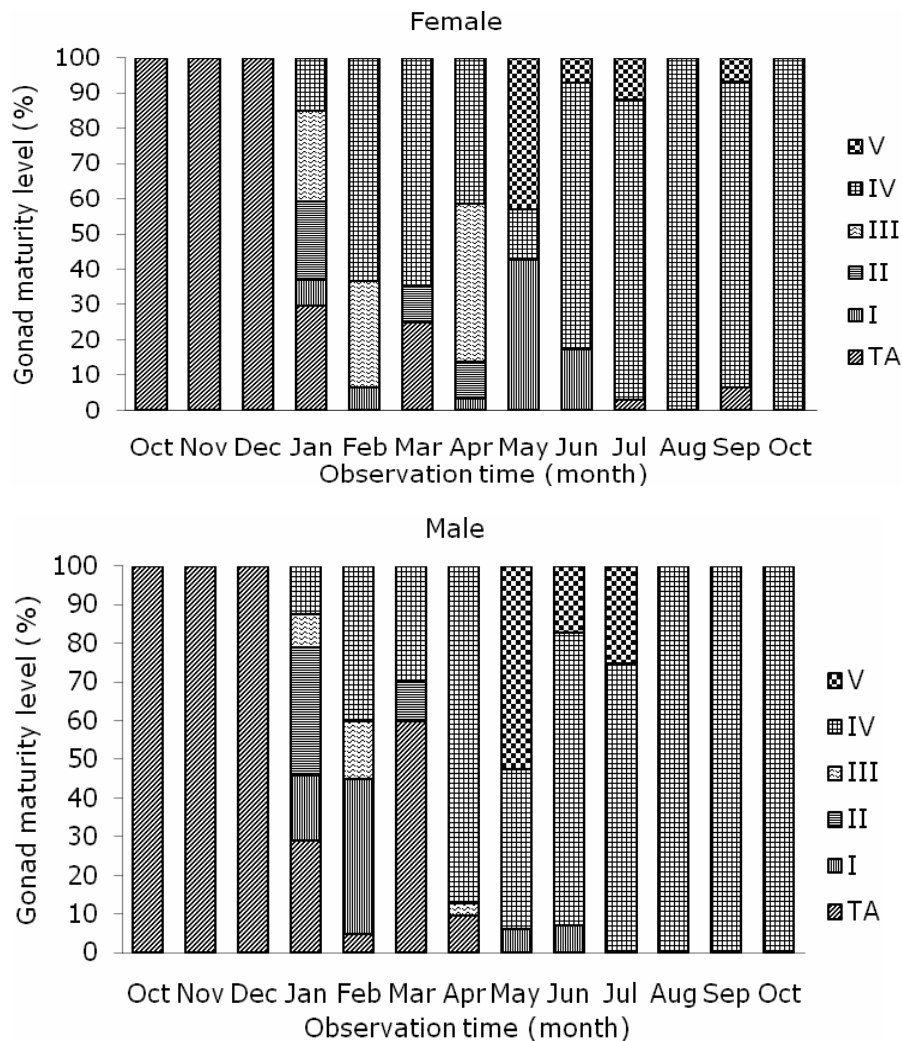 Female
Gonad maturity level (%)
100
90
80
70
60
50
40
30
20
10
0
V
IV
III
II
I
TA
Oct Nov Dec Jan Feb Mar Apr May Jun Jul Aug Sep Oct
Observation time (month)
Male
Gonad maturity level (%)
100
90
80
70
60
50
40
30
20
10
0
V
IV
III
II
I
TA
Oct Nov Dec Jan Feb Mar Apr May Jun Jul Aug Sep Oct
Observation time (month)